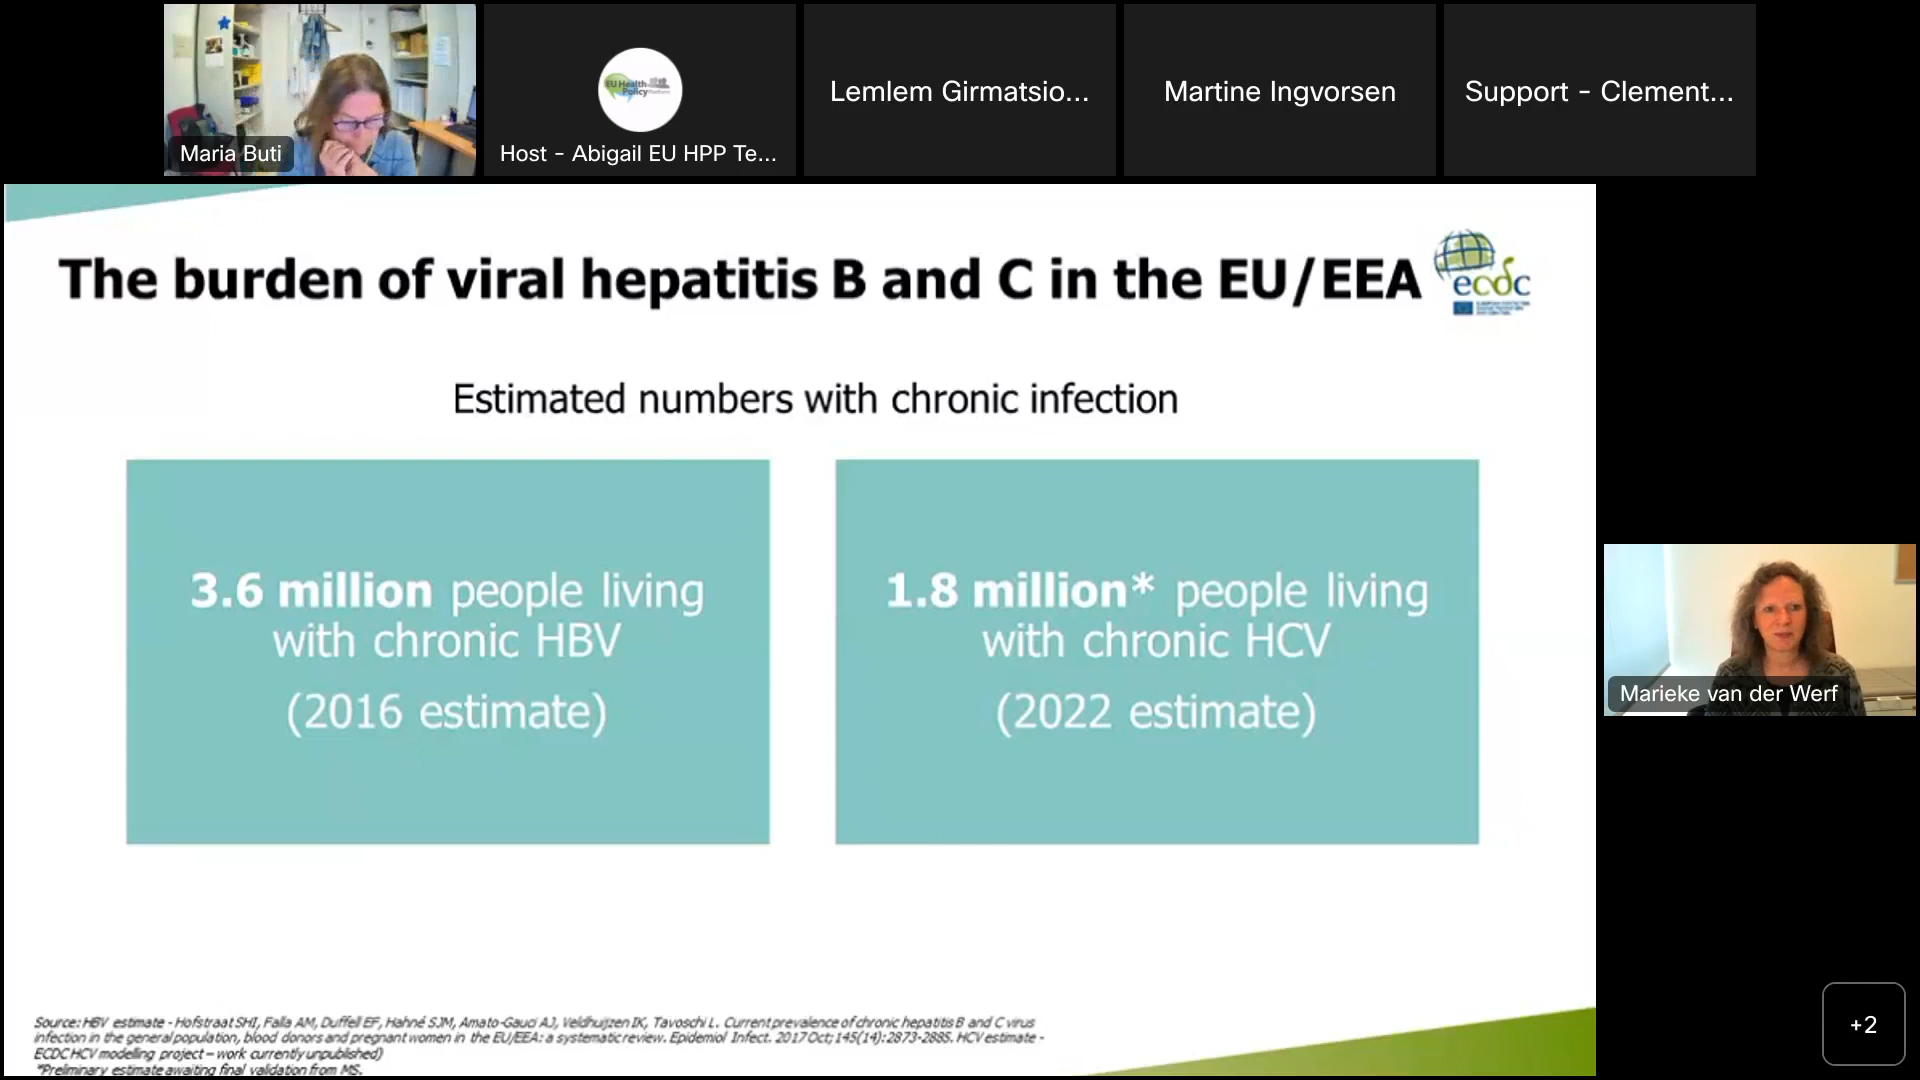 Maria Buti
EU Health
Policy Platform
Host - Abigail EU HPP Te...
Lemlem Girmatsio...
Martine Ingvorsen
Support - Clement...
The burden of viral hepatitis B and C in the EU/EEA
ecdc
Estimated numbers with chronic infection
3.6 million people living
with chronic HBV
(2016 estimate)
1.8 million* people living
with chronic HCV
(2022 estimate)
Marieke van der Werf
Source: HBV estimate - Hofstraat SHI, Falla AM, Duffell EF, Hahné SJM, Amato-Gauci AJ, Veldhuijzen IK, Tavoschi L. Current prevalence of chronic hepatitis B and C virus
infection in the general population, blood donors and pregnant women in the EU/EEA: a systematic review. Epidemiol Infect. 2017 Oct;145(14):2873-2885. HCV estimate -
ECDC HCV modelling project – work currently unpublished)
*Preliminary estimate awaiting final validation from MS.
+2